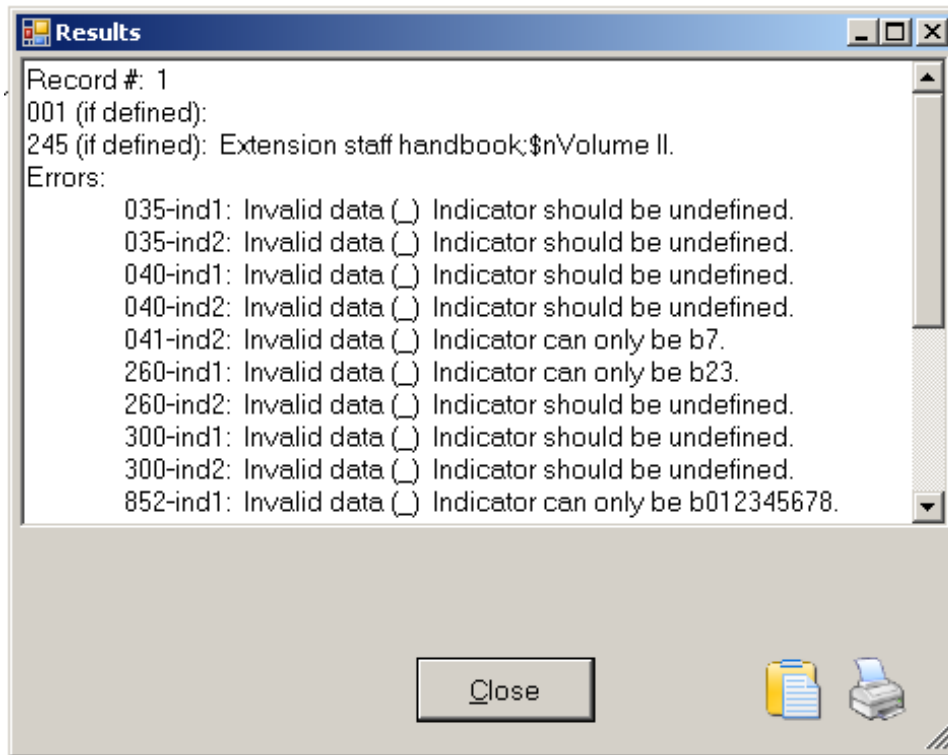 Results
Record #: 1
001 (if defined):
245 (if defined): Extension staff handbook;$nVolume II.
Errors:
035-ind1: Invalid data (_) Indicator should be undefined.
035-ind2: Invalid data (_) Indicator should be undefined.
040-ind1: Invalid data (_) Indicator should be undefined.
040-ind2: Invalid data (_) Indicator should be undefined.
041-ind2: Invalid data (_) Indicator can only be b7.
260-ind1: Invalid data (_) Indicator can only be b23.
260-ind2: Invalid data (_) Indicator should be undefined.
300-ind1: Invalid data (_) Indicator should be undefined.
300-ind2: Invalid data (_) Indicator should be undefined.
852-ind1: Invalid data (_) Indicator can only be b012345678.
Close